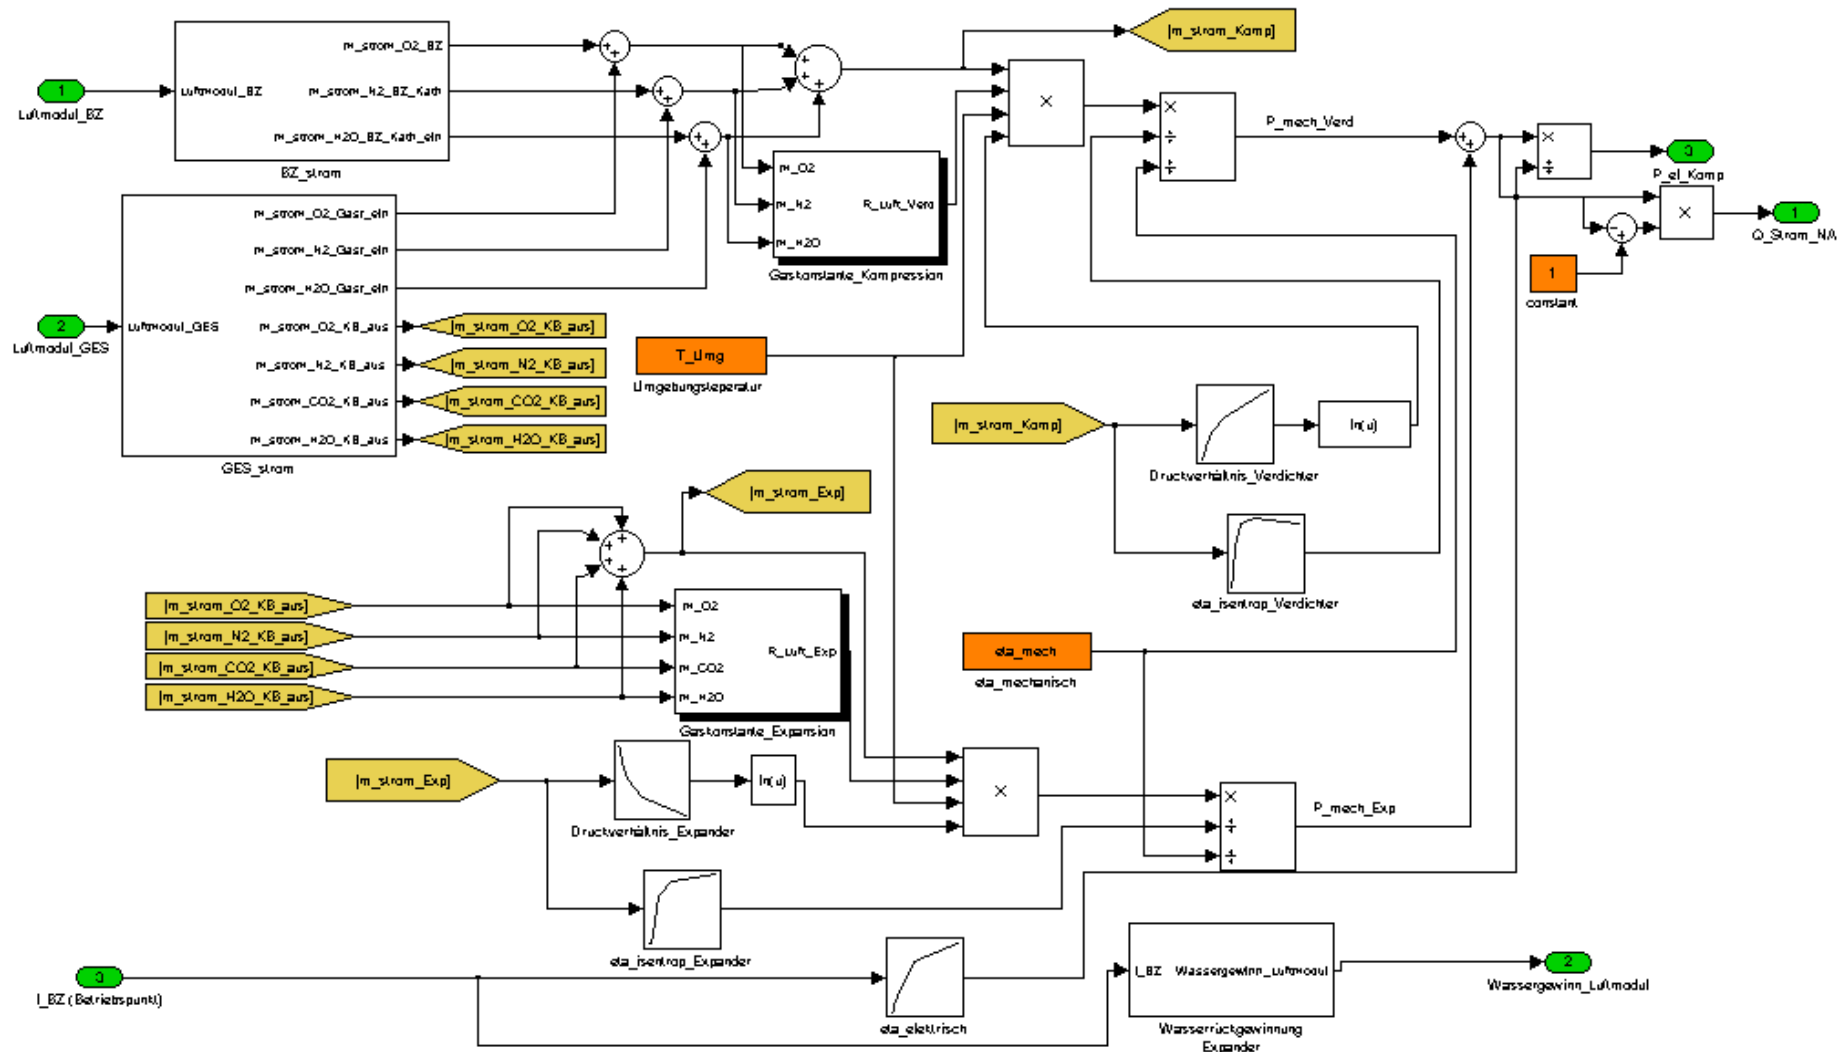 m_strom_O2_BZ
[m_strom_Komp]
1
Luftmodul_BZ
Luftmodul_BZ
m_strom_N2_BZ_Kath
m_strom_H2O_BZ_Kath_ein
BZ_strom
P_mech_Verd
3
P_el_Komp
m_O2
m_N2
R_Luft_Verd
m_H2O
Gaskonstante_Kompression
1
Q_Strom_NA
1
constant
m_strom_O2_Gasr_ein
m_strom_N2_Gasr_ein
m_strom_H2O_Gasr_ein
2
Luftmodul_GES
Luftmodul_GES
m_strom_O2_KB_aus
[m_strom_O2_KB_aus]
m_strom_N2_KB_aus
[m_strom_N2_KB_aus]
m_strom_CO2_KB_aus
[m_strom_CO2_KB_aus]
m_strom_H2O_KB_aus
[m_strom_H2O_KB_aus]
GES_strom
T_Umg
Umgebungsteperatur
[m_strom_Komp]
ln(u)
Druckverhältnis_Verdichter
[m_strom_Exp]
eta_isentrop_Verdichter
[m_strom_O2_KB_aus]
[m_strom_N2_KB_aus]
[m_strom_CO2_KB_aus]
[m_strom_H2O_KB_aus]
m_O2
m_N2
R_Luft_Exp
m_CO2
m_H2O
Gaskonstante_Expansion
eta_mech
eta_mechanisch
[m_strom_Exp]
ln(u)
Druckverhältnis_Expander
P_mech_Exp
eta_isentrop_Expander
3
I_BZ (Betriebspunkt)
eta_elektrisch
I_BZ
Wassergewinn_Luftmodul
Wasserrückgewinnung
Expander
2
Wassergewinn_Luftmodul